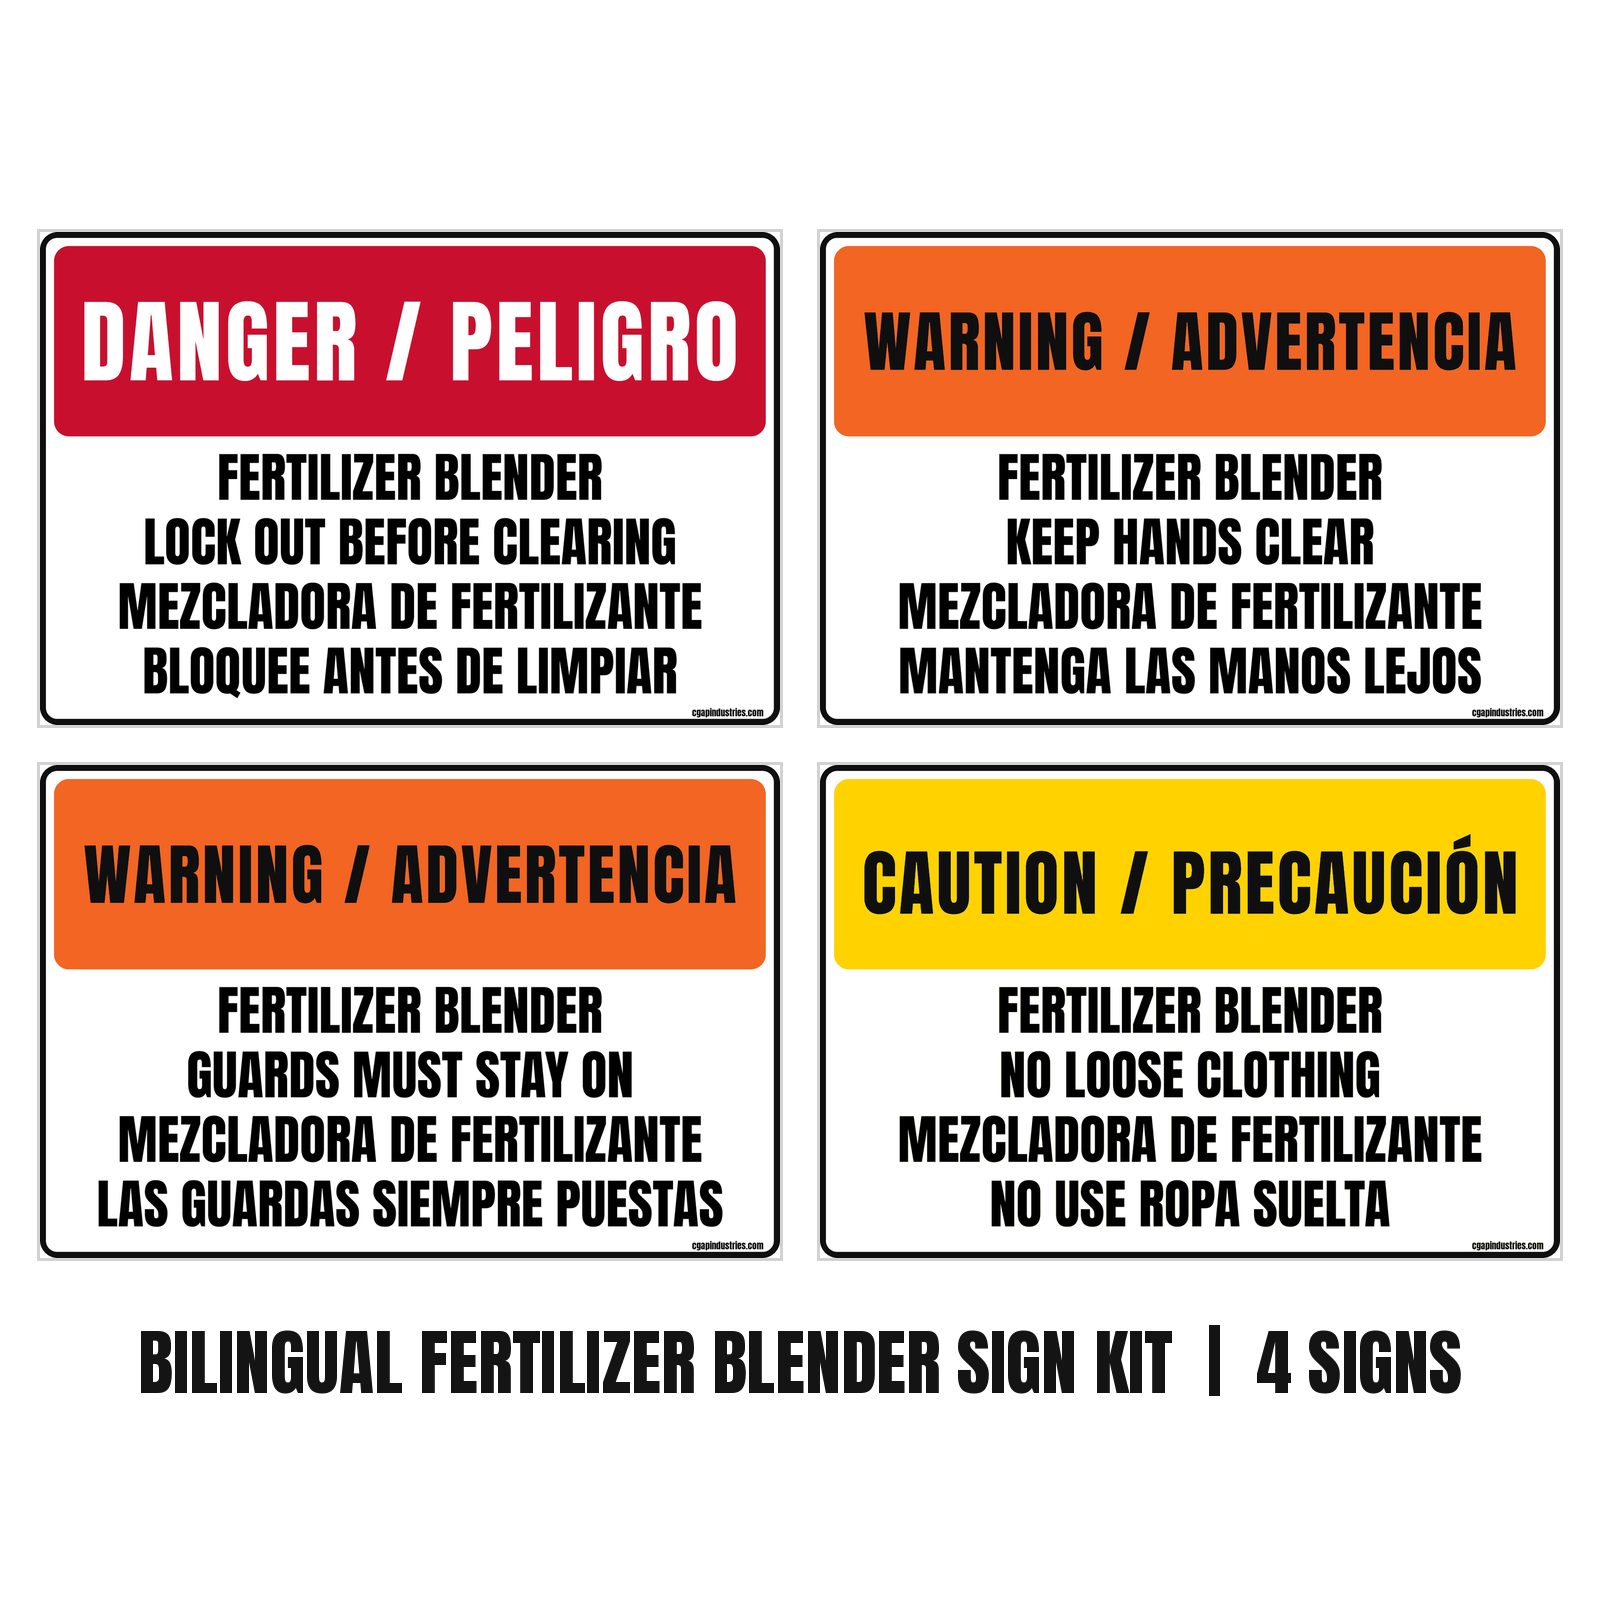 DANGER / PELIGRO
FERTILIZER BLENDER
LOCK OUT BEFORE CLEARING
MEZCLADORA DE FERTILIZANTE
BLOQUEE ANTES DE LIMPIAR
cgapindustries.com
WARNING / ADVERTENCIA
FERTILIZER BLENDER
KEEP HANDS CLEAR
MEZCLADORA DE FERTILIZANTE
MANTENGA LAS MANOS LEJOS
cgapindustries.com
WARNING / ADVERTENCIA
FERTILIZER BLENDER
GUARDS MUST STAY ON
MEZCLADORA DE FERTILIZANTE
LAS GUARDAS SIEMPRE PUESTAS
cgapindustries.com
CAUTION / PRECAUCIÓN
FERTILIZER BLENDER
NO LOOSE CLOTHING
MEZCLADORA DE FERTILIZANTE
NO USE ROPA SUELTA
cgapindustries.com
BILINGUAL FERTILIZER BLENDER SIGN KIT | 4 SIGNS